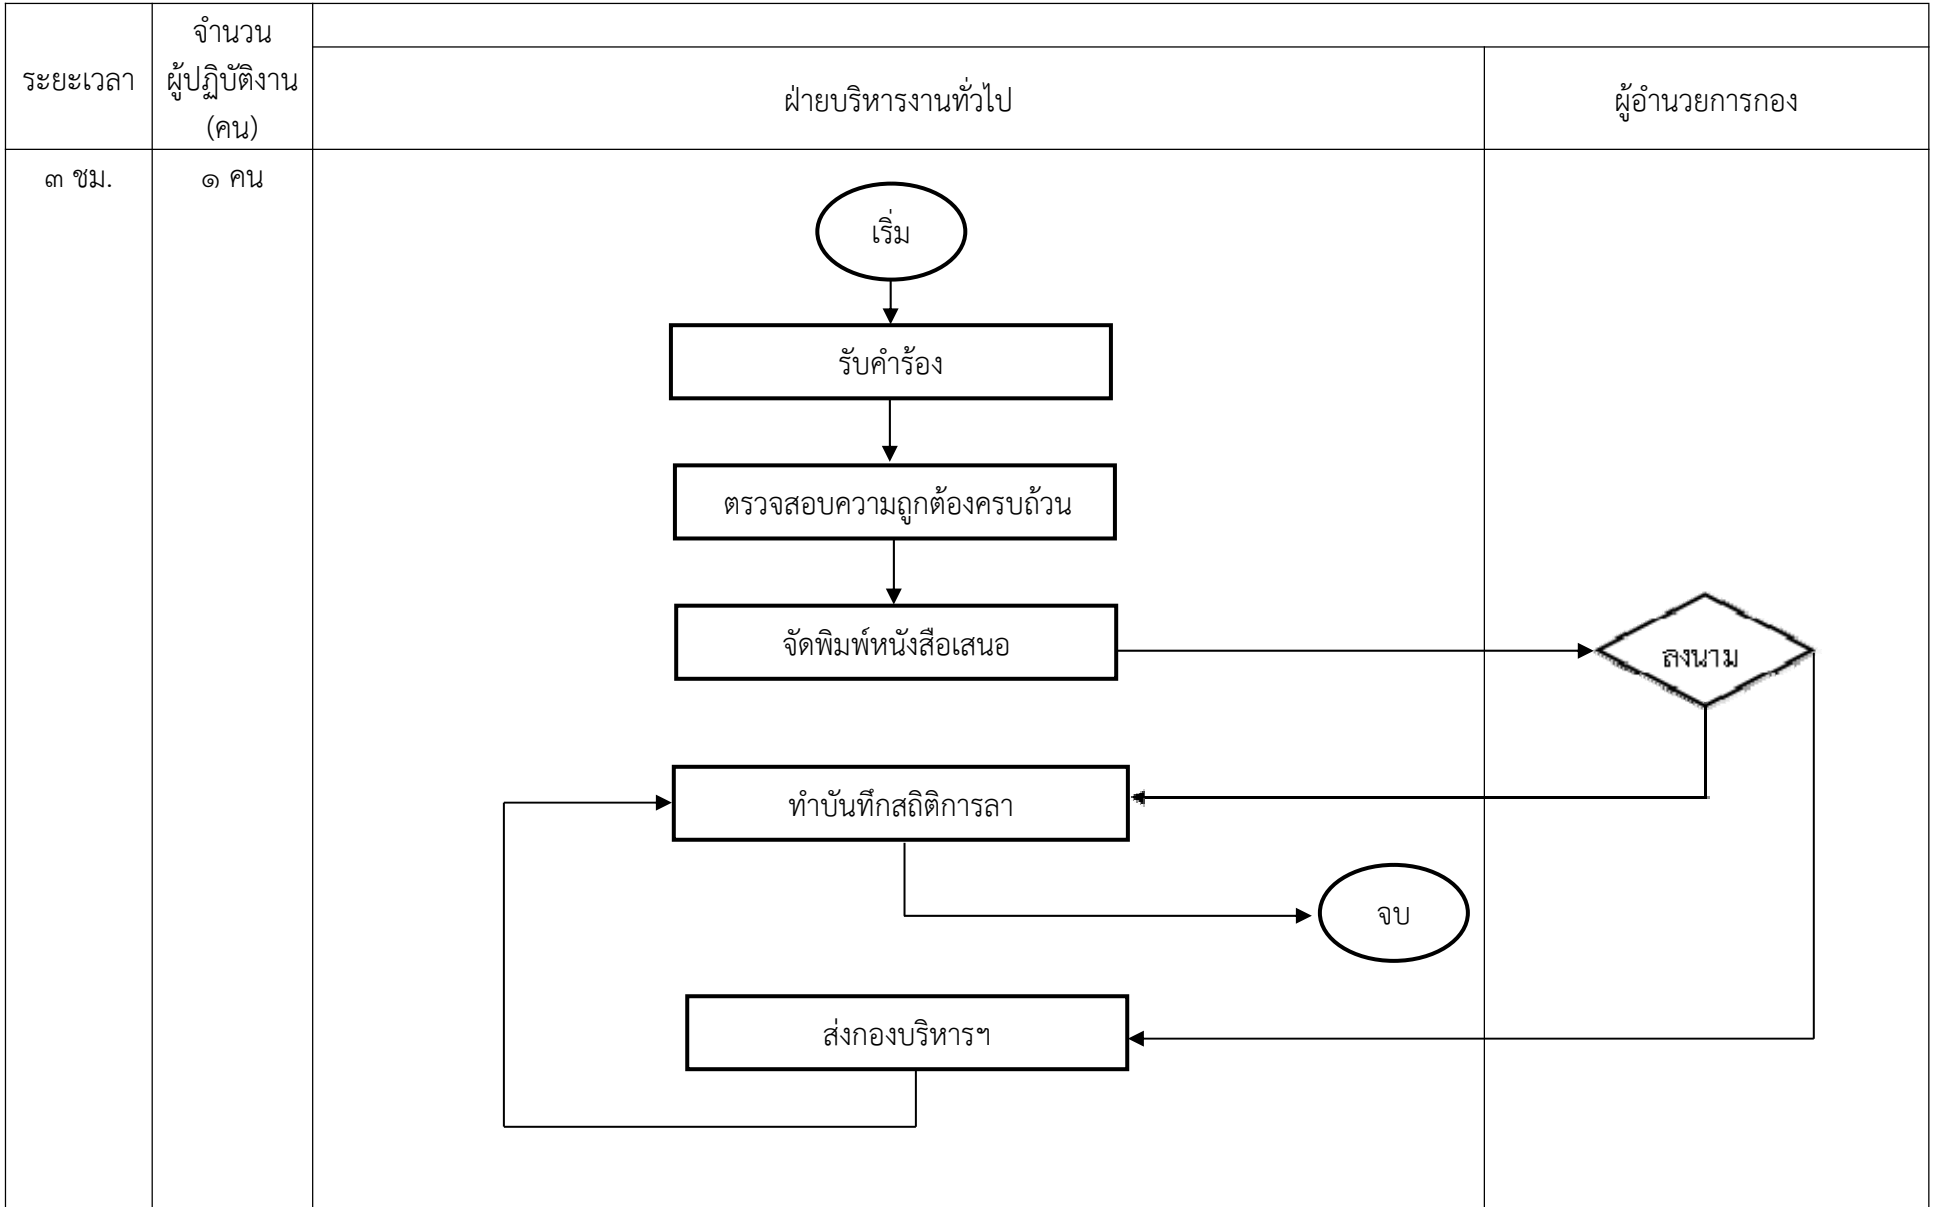 ระยะเวลา
จำนวน
ผู้ปฏิบัติงาน
(คน)
ฝ่ายบริหารงานทั่วไป
ผู้อำนวยการกอง
๓ ชม.
๑ คน
เริ่ม
รับคำร้อง
ตรวจสอบความถูกต้องครบถ้วน
จัดพิมพ์หนังสือเสนอ
ลงนาม
ทำบันทึกสถิติการลา
จบ
ส่งกองบริหารฯ